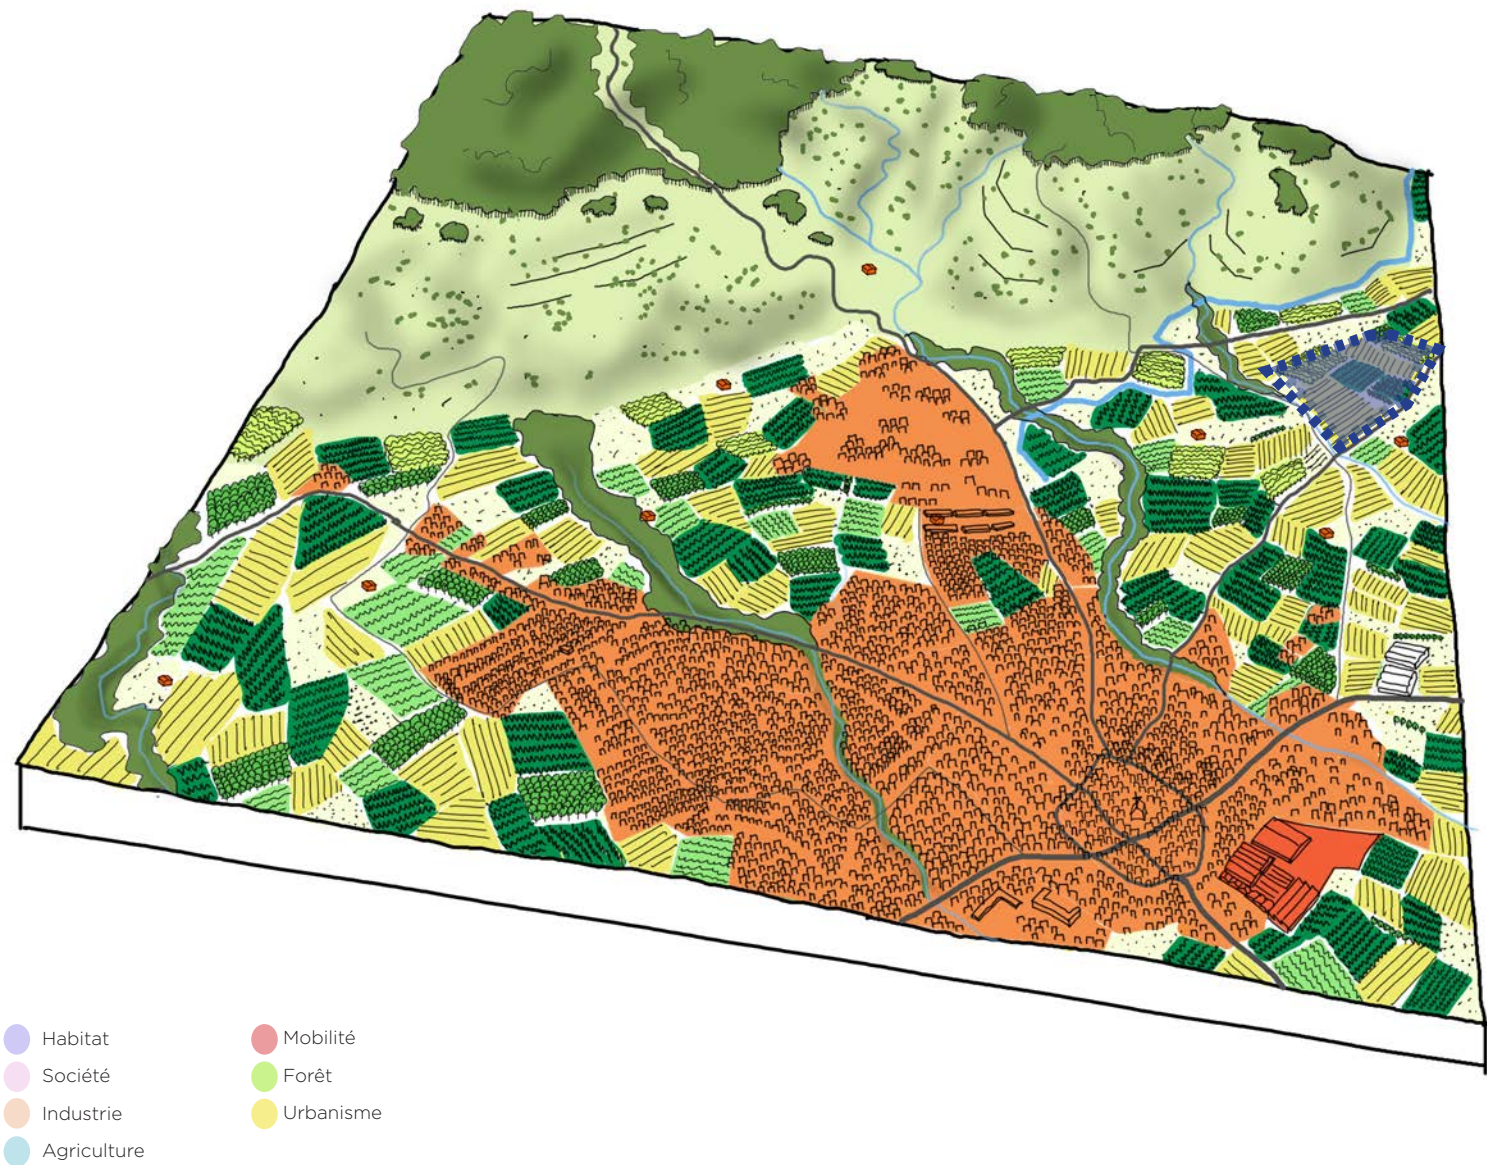 Habitat
Société
Industrie
Agriculture
Mobilité
Forêt
Urbanisme